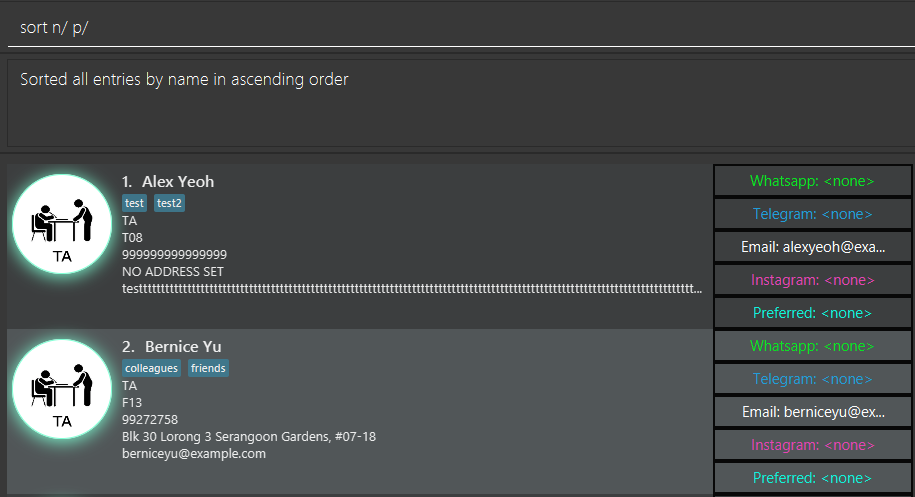 sort n/ p/
Sorted all entries by name in ascending order
TA
1. Alex Yeoh
test test2
TA
T08
999999999999999
NO ADDRESS SET
Whatsapp: <none>
Telegram: <none>
Email: alexyeoh@exa...
Instagram: <none>
Preferred: <none>
TA
2. Bernice Yu
colleagues friends
TA
F13
99272758
Blk 30 Lorong 3 Serangoon Gardens, #07-18
berniceyu@example.com
Whatsapp: <none>
Telegram: <none>
Email: berniceyu@ex...
Instagram: <none>
Preferred: <none>